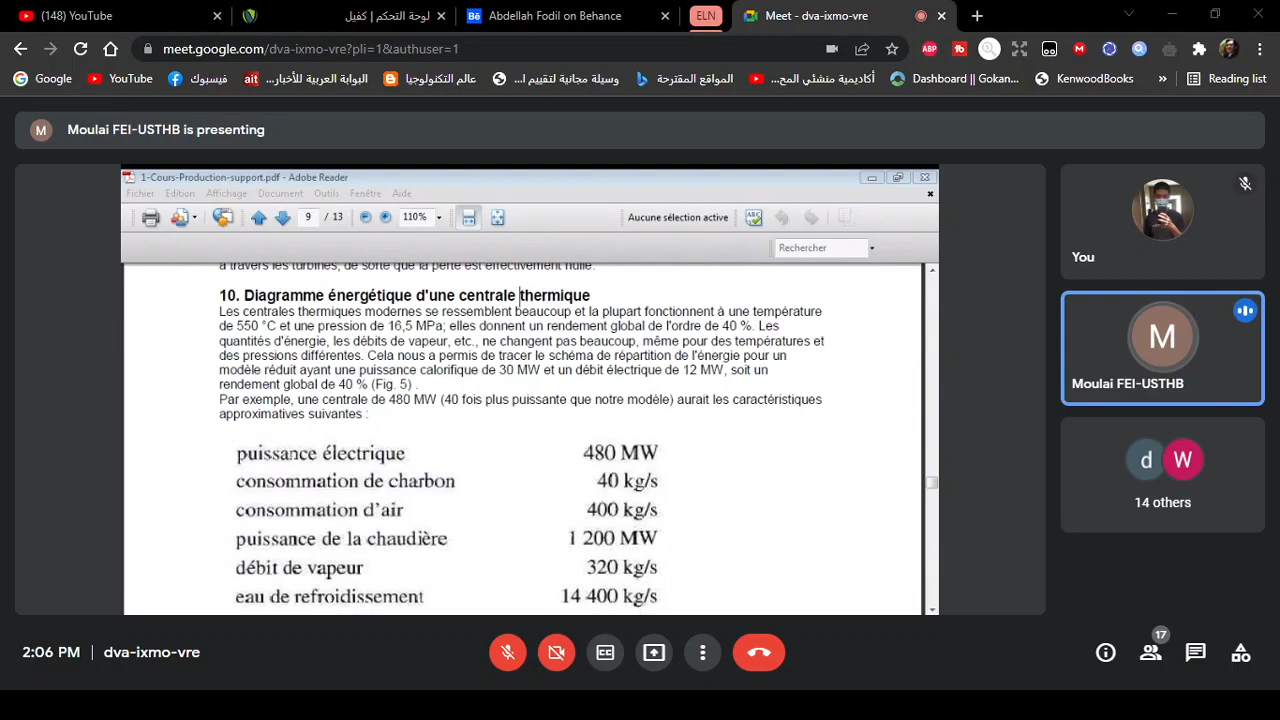 (148) YouTube
لوحة التحكم | كفيل
Abdellah Fodil on Behance
ELN
Meet - dva-ixmo-vre
meet.google.com/dva-ixmo-vre?pli=1&authuser=1
Google
YouTube
فيسبوك
البوابة العربية للأخبار...
عالم التكنولوجيا
وسيلة مجانية لتقييم ا...
المواقع المقترحة
أكاديمية منشئي المح...
Dashboard || Gokan...
KenwoodBooks
»
Reading list
M
Moulai FEI-USTHB is presenting
1-Cours-Production-support.pdf - Adobe Reader
Fichier Edition Affichage Document Outils Fenêtre Aide
9 / 13
110%
Aucune sélection active
Rechercher
à travers les turbines, de sorte que la perte est effectivement nulle.
10. Diagramme énergétique d'une centrale thermique
Les centrales thermiques modernes se ressemblent beaucoup et la plupart fonctionnent à une température
de 550 °C et une pression de 16,5 MPa; elles donnent un rendement global de l'ordre de 40 %. Les
quantités d'énergie, les débits de vapeur, etc., ne changent pas beaucoup, même pour des températures et
des pressions différentes. Cela nous a permis de tracer le schéma de répartition de l'énergie pour un
modèle réduit ayant une puissance calorifique de 30 MW et un débit électrique de 12 MW, soit un
rendement global de 40 % (Fig. 5) .
Par exemple, une centrale de 480 MW (40 fois plus puissante que notre modèle) aurait les caractéristiques
approximatives suivantes :
puissance électrique 480 MW
consommation de charbon 40 kg/s
consommation d'air 400 kg/s
puissance de la chaudière 1 200 MW
débit de vapeur 320 kg/s
eau de refroidissement 14 400 kg/s
You
M
Moulai FEI-USTHB
d W
14 others
2:06 PM | dva-ixmo-vre
17